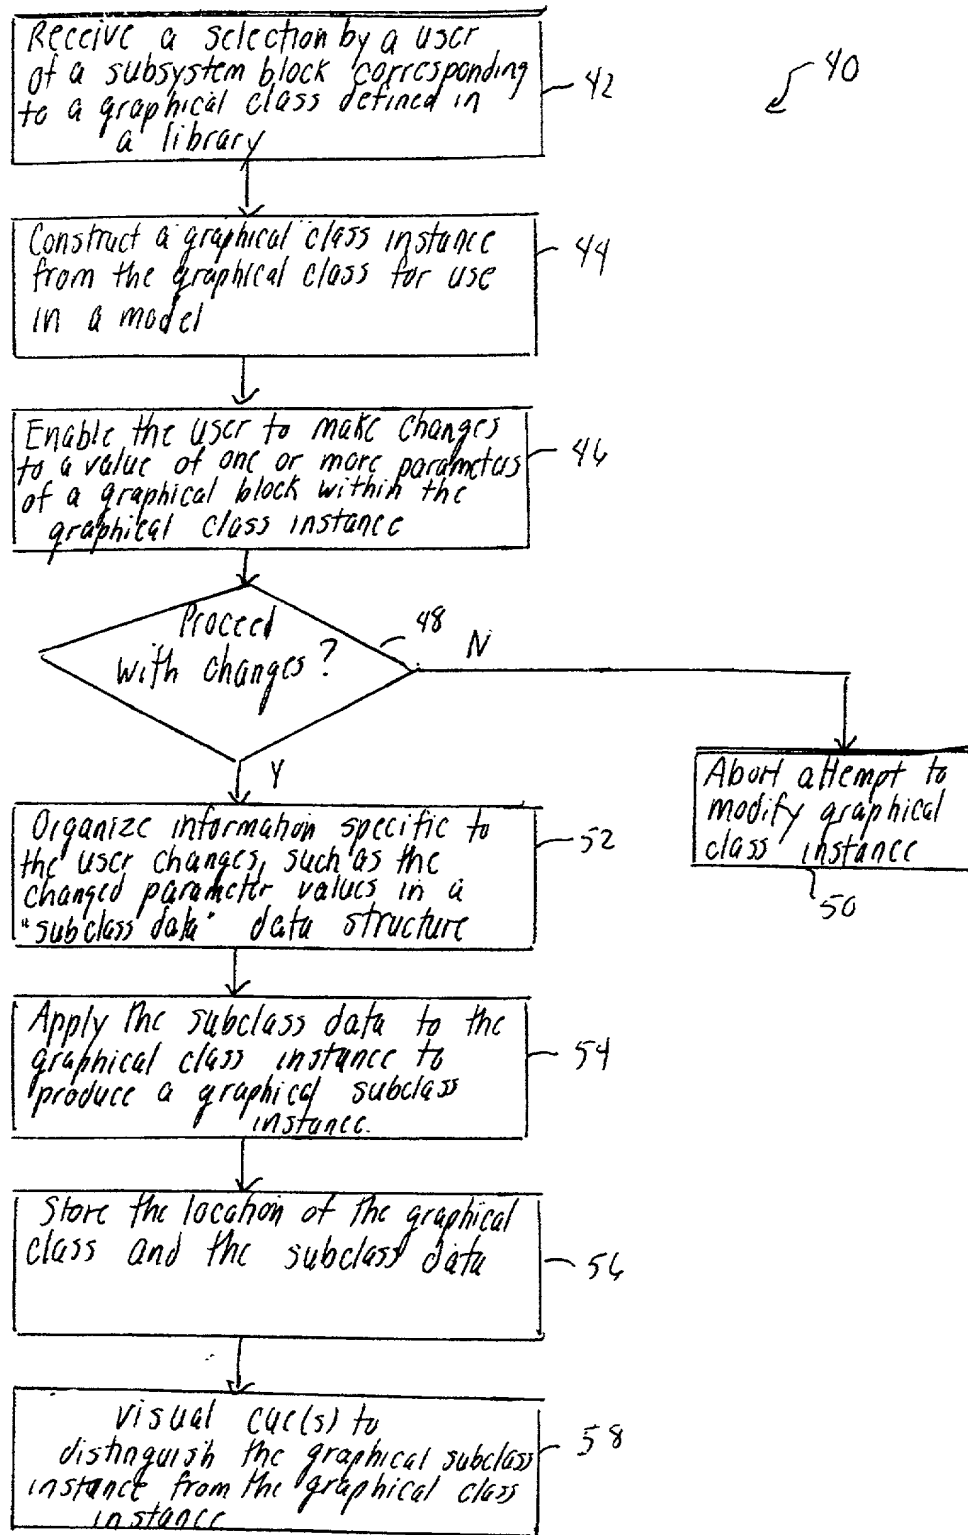 Receive a selection by a user
of a subsystem block corresponding
to a graphical class defined in
a library
42
40
Construct a graphical class instance
from the graphical class for use
in a model
44
Enable the user to make changes
to a value of one or more parameters
of a graphical block within the
graphical class instance
46
Proceed
with changes?
48
N
Y
Abort attempt to
modify graphical
class instance
50
Organize information specific to
the user changes, such as the
changed parameter values in a
"subclass data" data structure
52
Apply the subclass data to the
graphical class instance to
produce a graphical subclass
instance.
54
Store the location of the graphical
class and the subclass data
56
visual cue(s) to
distinguish the graphical subclass
instance from the graphical class
instance
58